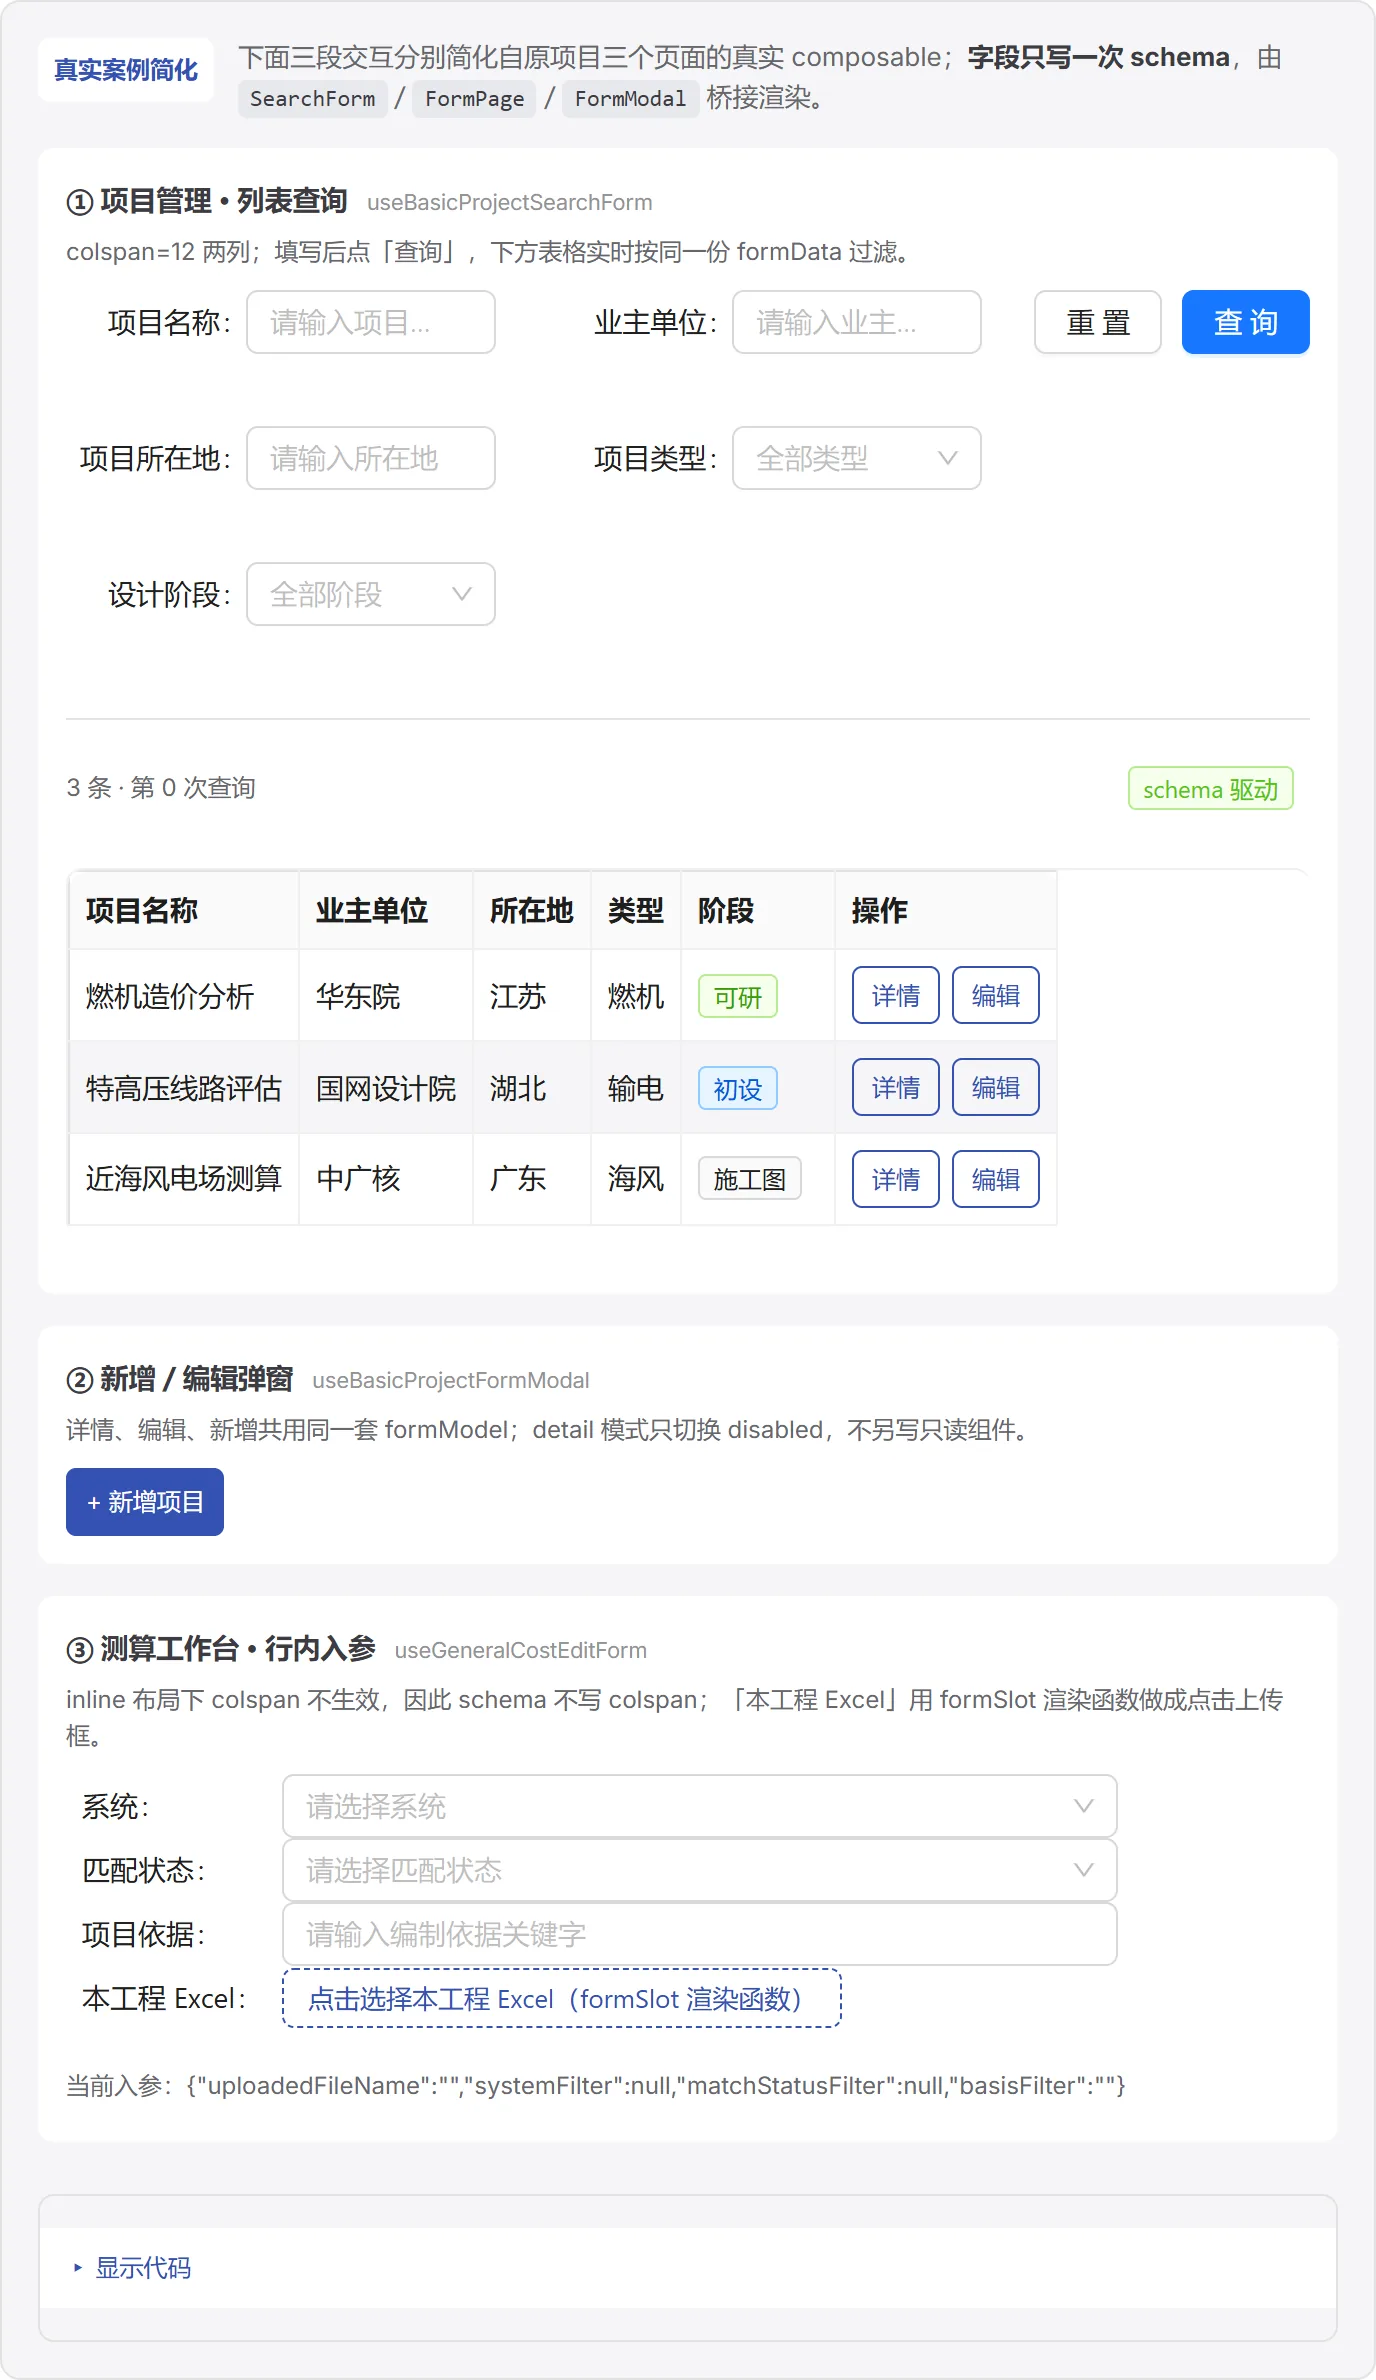 真实案例简化
下面三段交互分别简化自原项目三个页面的真实 composable；字段只写一次 schema，由
SearchForm / FormPage / FormModal 桥接渲染。
① 项目管理 • 列表查询 useBasicProjectSearchForm
colspan=12 两列；填写后点「查询」，下方表格实时按同一份 formData 过滤。
项目名称: 请输入项目... 业主单位: 请输入业主... 重 置 查 询
项目所在地: 请输入所在地 项目类型: 全部类型
设计阶段: 全部阶段
3 条 · 第 0 次查询 schema 驱动
项目名称 业主单位 所在地 类型 阶段 操作
燃机造价分析 华东院 江苏 燃机 可研 详情 编辑
特高压线路评估 国网设计院 湖北 输电 初设 详情 编辑
近海风电场测算 中广核 广东 海风 施工图 详情 编辑
② 新增 / 编辑弹窗 useBasicProjectFormModal
详情、编辑、新增共用同一套 formModel；detail 模式只切换 disabled，不另写只读组件。
+ 新增项目
③ 测算工作台 • 行内入参 useGeneralCostEditForm
inline 布局下 colspan 不生效，因此 schema 不写 colspan；「本工程 Excel」用 formSlot 渲染函数做成点击上传
框。
系统: 请选择系统
匹配状态: 请选择匹配状态
项目依据: 请输入编制依据关键字
本工程 Excel: 点击选择本工程 Excel（formSlot 渲染函数）
当前入参：{"uploadedFileName":"","systemFilter":null,"matchStatusFilter":null,"basisFilter":""}
‣ 显示代码